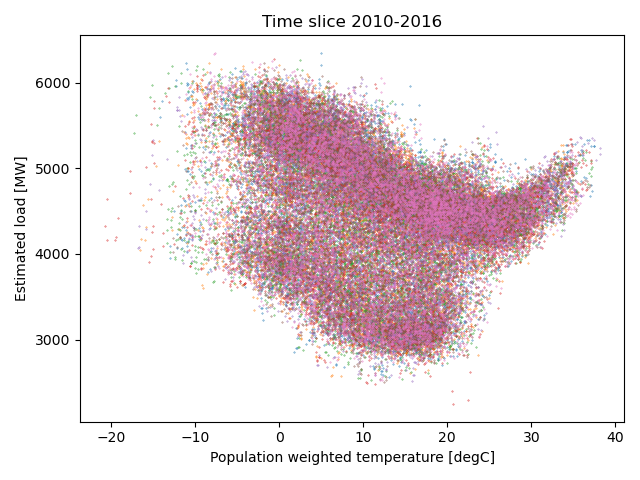 Time slice 2010-2016
6000
5000
4000
3000
Estimated load [MW]
−20 −10 0 10 20 30 40
Population weighted temperature [degC]